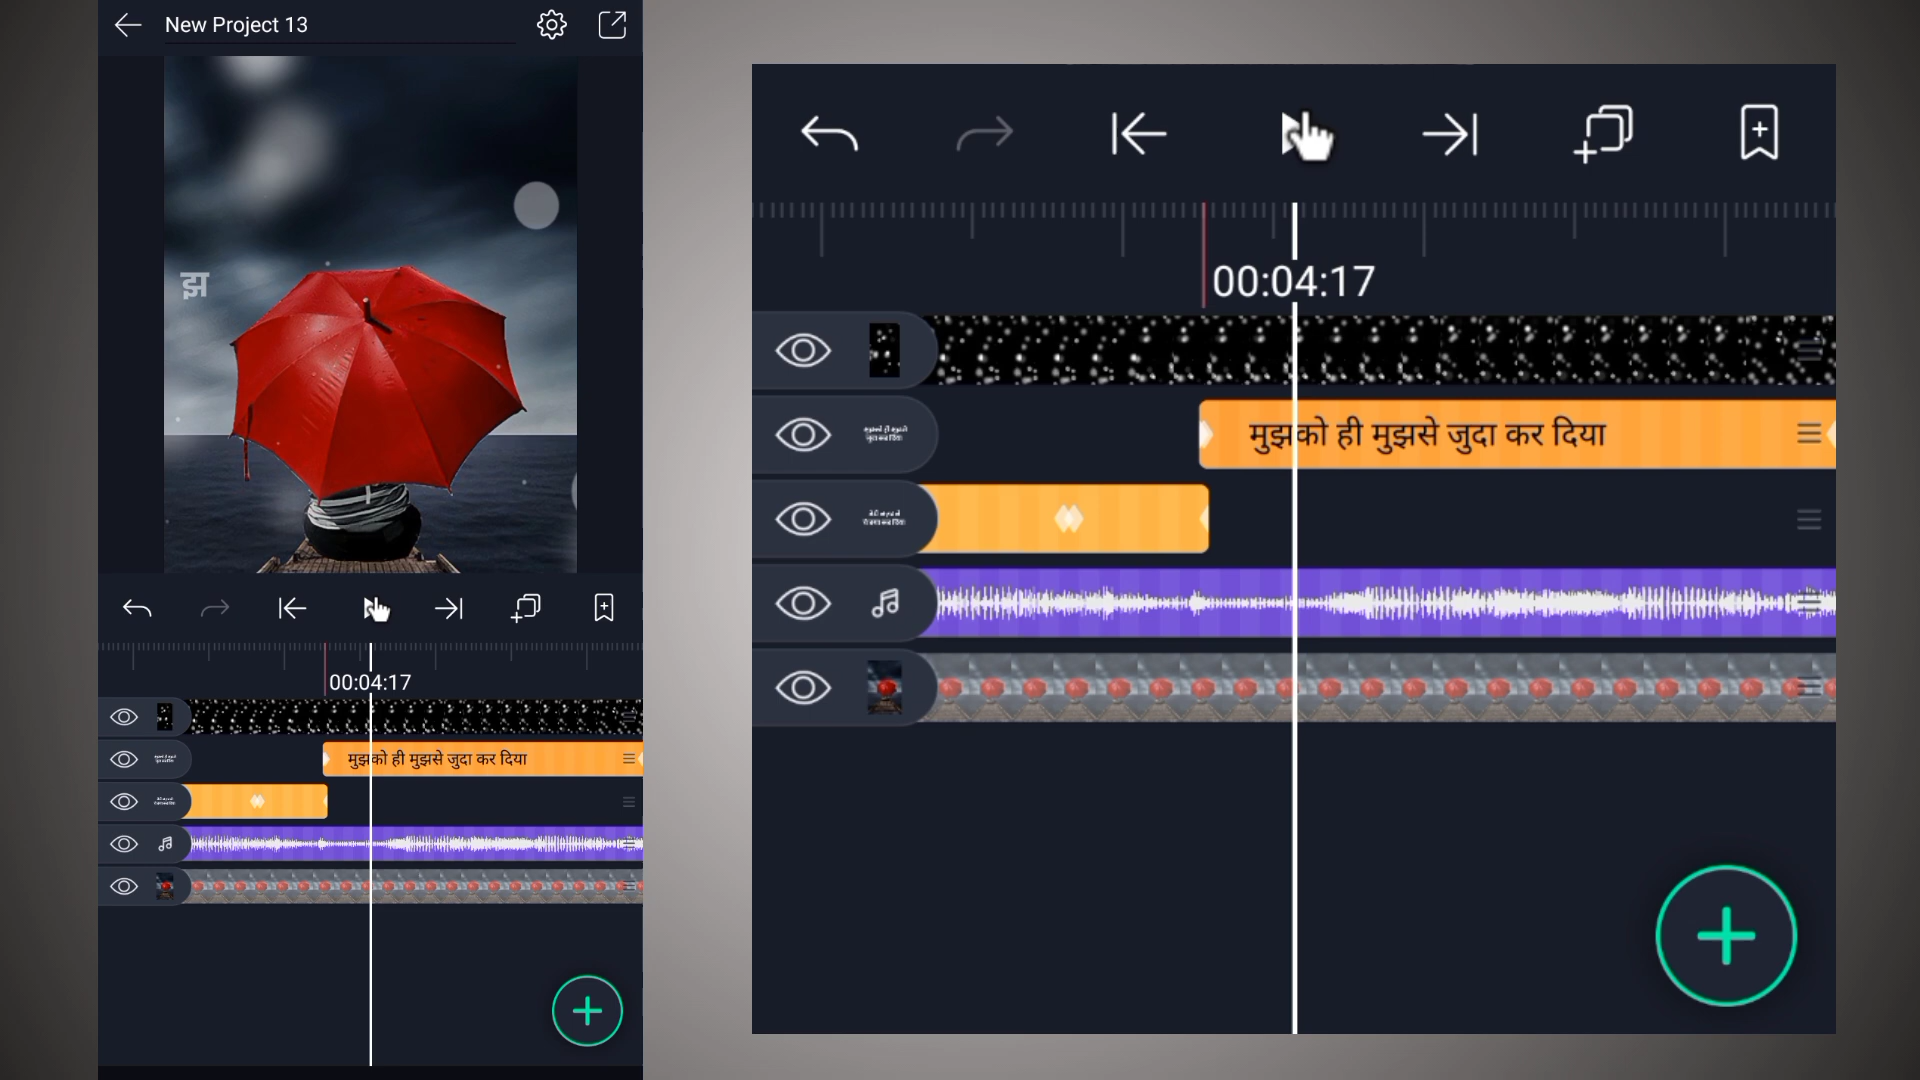 New Project 13
झ
00:04:17
मुझको ही मुझसे जुदा कर दिया
00:04:17
मुझको ही मुझसे जुदा कर दिया